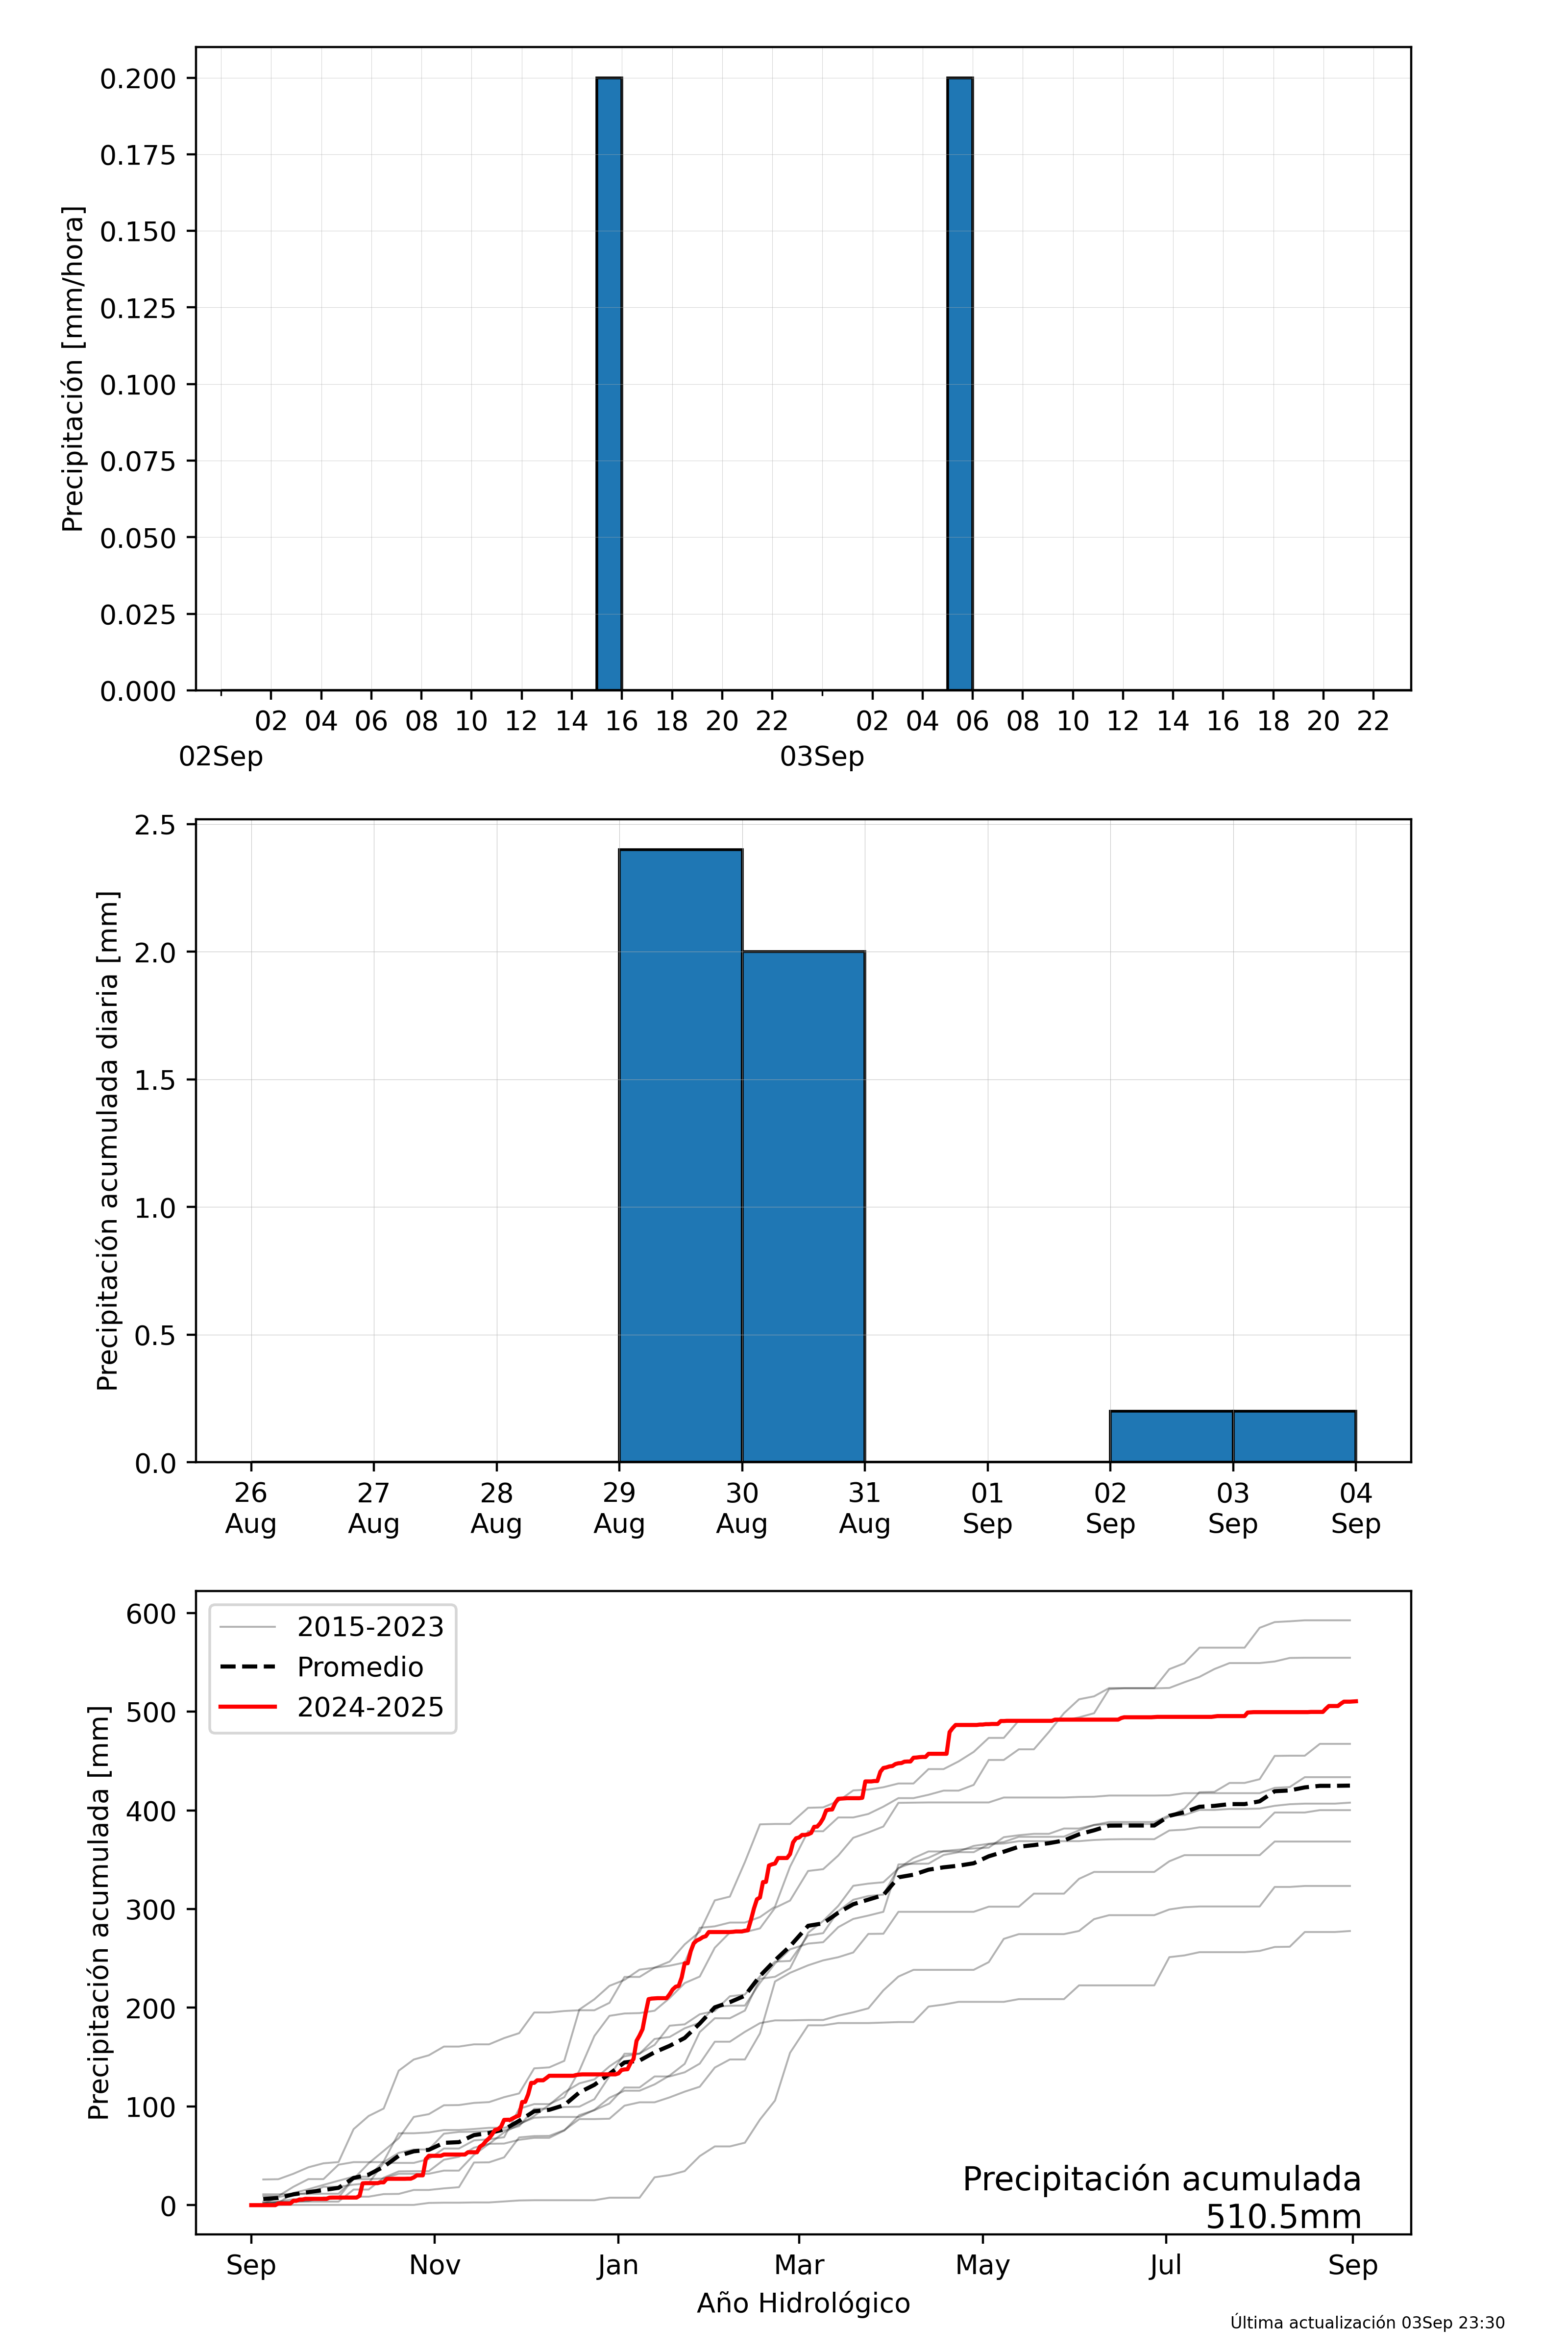 Precipitación [mm/hora]
0.200
0.175
0.150
0.125
0.100
0.075
0.050
0.025
0.000
02 04 06 08 10 12 14 16 18 20 22 02 04 06 08 10 12 14 16 18 20 22
02Sep 03Sep
Precipitación acumulada diaria [mm]
2.5
2.0
1.5
1.0
0.5
0.0
26 27 28 29 30 31 01 02 03 04
Aug Aug Aug Aug Aug Aug Sep Sep Sep Sep
Precipitación acumulada [mm]
600
500
400
300
200
100
0
2015-2023
Promedio
2024-2025
Precipitación acumulada
510.5mm
Sep Nov Jan Mar May Jul Sep
Año Hidrológico
Última actualización 03Sep 23:30